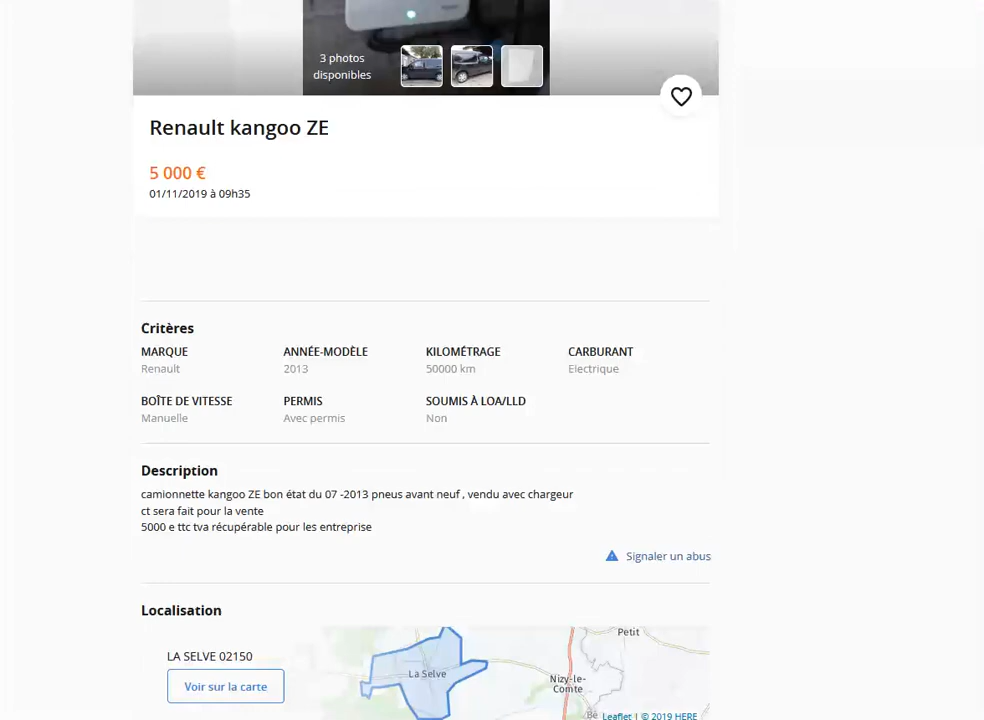 3 photos
disponibles
Renault kangoo ZE
5 000 €
01/11/2019 à 09h35
Critères
MARQUE ANNÉE-MODÈLE KILOMÉTRAGE CARBURANT
Renault 2013 50000 km Electrique
BOÎTE DE VITESSE PERMIS SOUMIS À LOA/LLD
Manuelle Avec permis Non
Description
camionnette kangoo ZE bon état du 07 -2013 pneus avant neuf , vendu avec chargeur
ct sera fait pour la vente
5000 e ttc tva récupérable pour les entreprise
Signaler un abus
Localisation
Petit
LA SELVE 02150
La Selve
Nizy-le-
Comte
Voir sur la carte
Bé
Leaflet | © 2019 HERE